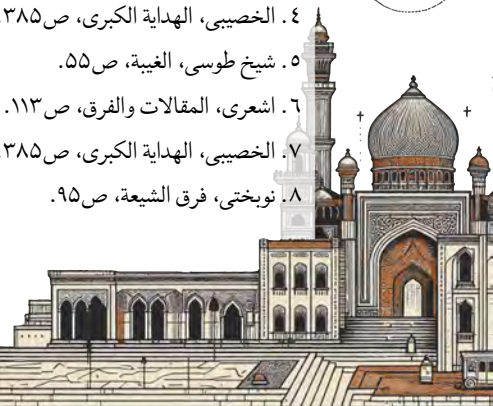 ٤. الخصیبی، الهدایة الکبری، ص٣٨٥.
٥. شیخ طوسی، الغیبة، ص٥٥.
٦. اشعری، المقالات والفرق، ص١١٣.
٧. الخصیبی، الهدایة الکبری، ص٣٨٥.
٨. نوبختی، فرق الشیعة، ص٩٥.